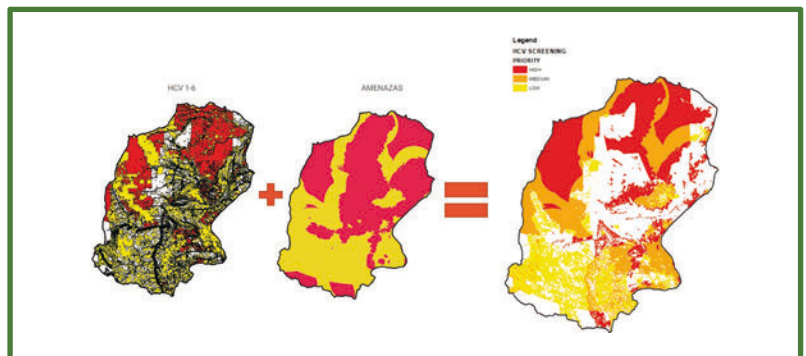 Legend
HCV SCREENING
PRIORITY
HIGH
MEDIUM
LOW
HCV 1-6
AMENAZAS